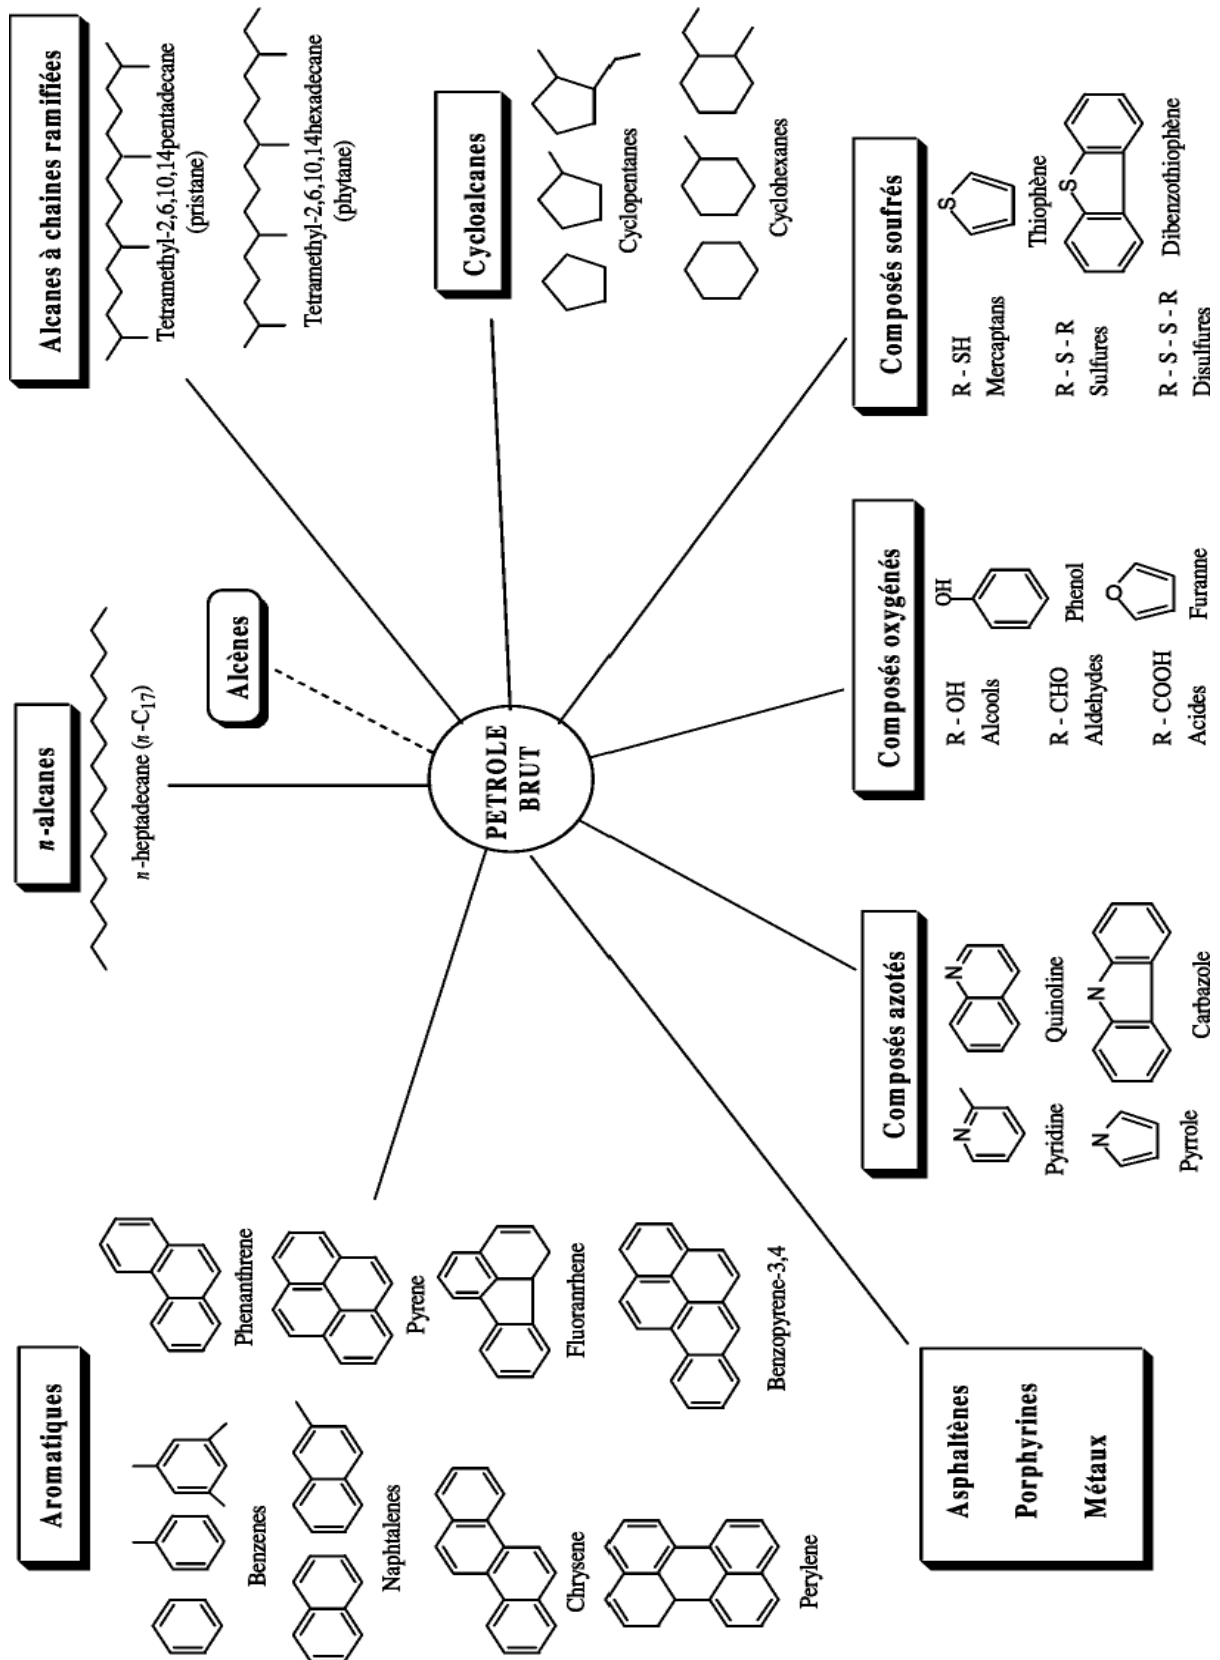 Aromatiques
Benzenes
Phenanthrene
Naphtalenes
Pyrene
Chrysene
Fluoranrhene
Perylene
Benzopyrene-3,4
n-alcanes
n-heptadecane (n-C17)
Alcènes
Alcanes à chaines ramifiées
Tetramethyl-2,6,10,14pentadecane
(pristane)
Tetramethyl-2,6,10,14hexadecane
(phytane)
Cycloalcanes
Cyclopentanes
Cyclohexanes
PETROLE
BRUT
Asphaltènes
Porphyrines
Métaux
Composés azotés
N
N
Pyridine
Quinoline
N
N
Pyrrole
Carbazole
Composés oxygénés
R - OH
Alcools
OH
Phenol
R - CHO
Aldehydes
R - COOH
Acides
O
Furanne
Composés soufrés
R - SH
Mercaptans
S
Thiophène
R - S - R
Sulfures
S
Dibenzothiophène
R - S - S - R
Disulfures